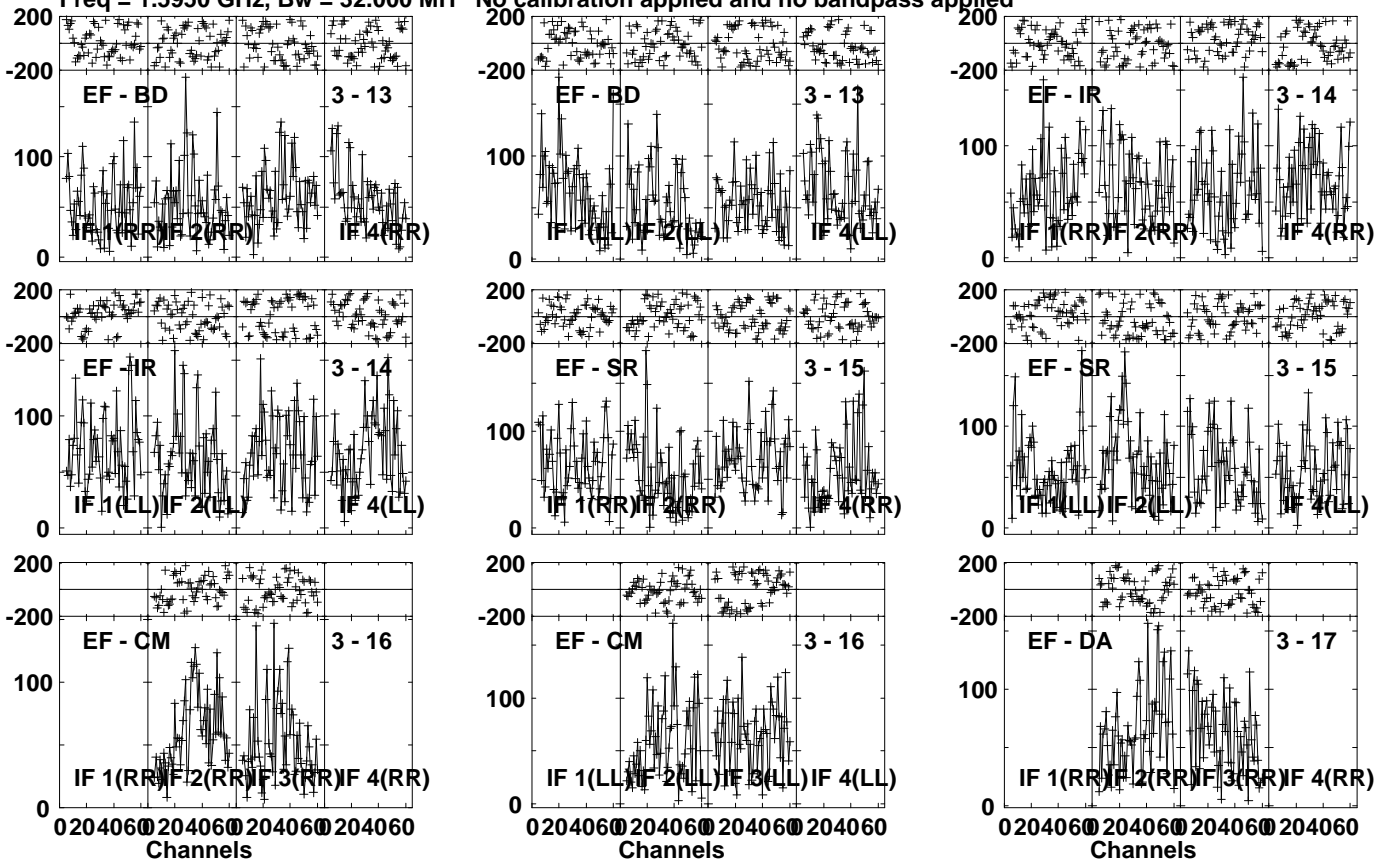 Freq = 1.5950 GHz, Bw = 32.000 MH No calibration applied and no bandpass applied
200 200 200
-200 -200 -200
EF - BD 3 - 13 EF - BD 3 - 13 EF - IR 3 - 14
100 100 100
IF 1(RR) IF 2(RR) IF 4(RR) IF 1(LL) IF 2(LL) IF 4(LL) IF 1(RR) IF 2(RR) IF 4(RR)
0 0 0
200 200 200
-200 -200 -200
EF - IR 3 - 14 EF - SR 3 - 15 EF - SR 3 - 15
100 100 100
IF 1(LL) IF 2(LL) IF 4(LL) IF 1(RR) IF 2(RR) IF 4(RR) IF 1(LL) IF 2(LL) IF 4(LL)
0 0 0
200 200 200
-200 -200 -200
EF - CM 3 - 16 EF - CM 3 - 16 EF - DA 3 - 17
100 100 100
IF 1(RR) IF 2(RR) IF 3(RR) IF 4(RR) IF 1(LL) IF 2(LL) IF 3(LL) IF 4(LL) IF 1(RR) IF 2(RR) IF 3(RR) IF 4(RR)
0 0 0
0 20 40 60 0 20 40 60 0 20 40 60 0 20 40 60 0 20 40 60 0 20 40 60 0 20 40 60 0 20 40 60 0 20 40 60 0 20 40 60 0 20 40 60 0 20 40 60
Channels Channels Channels